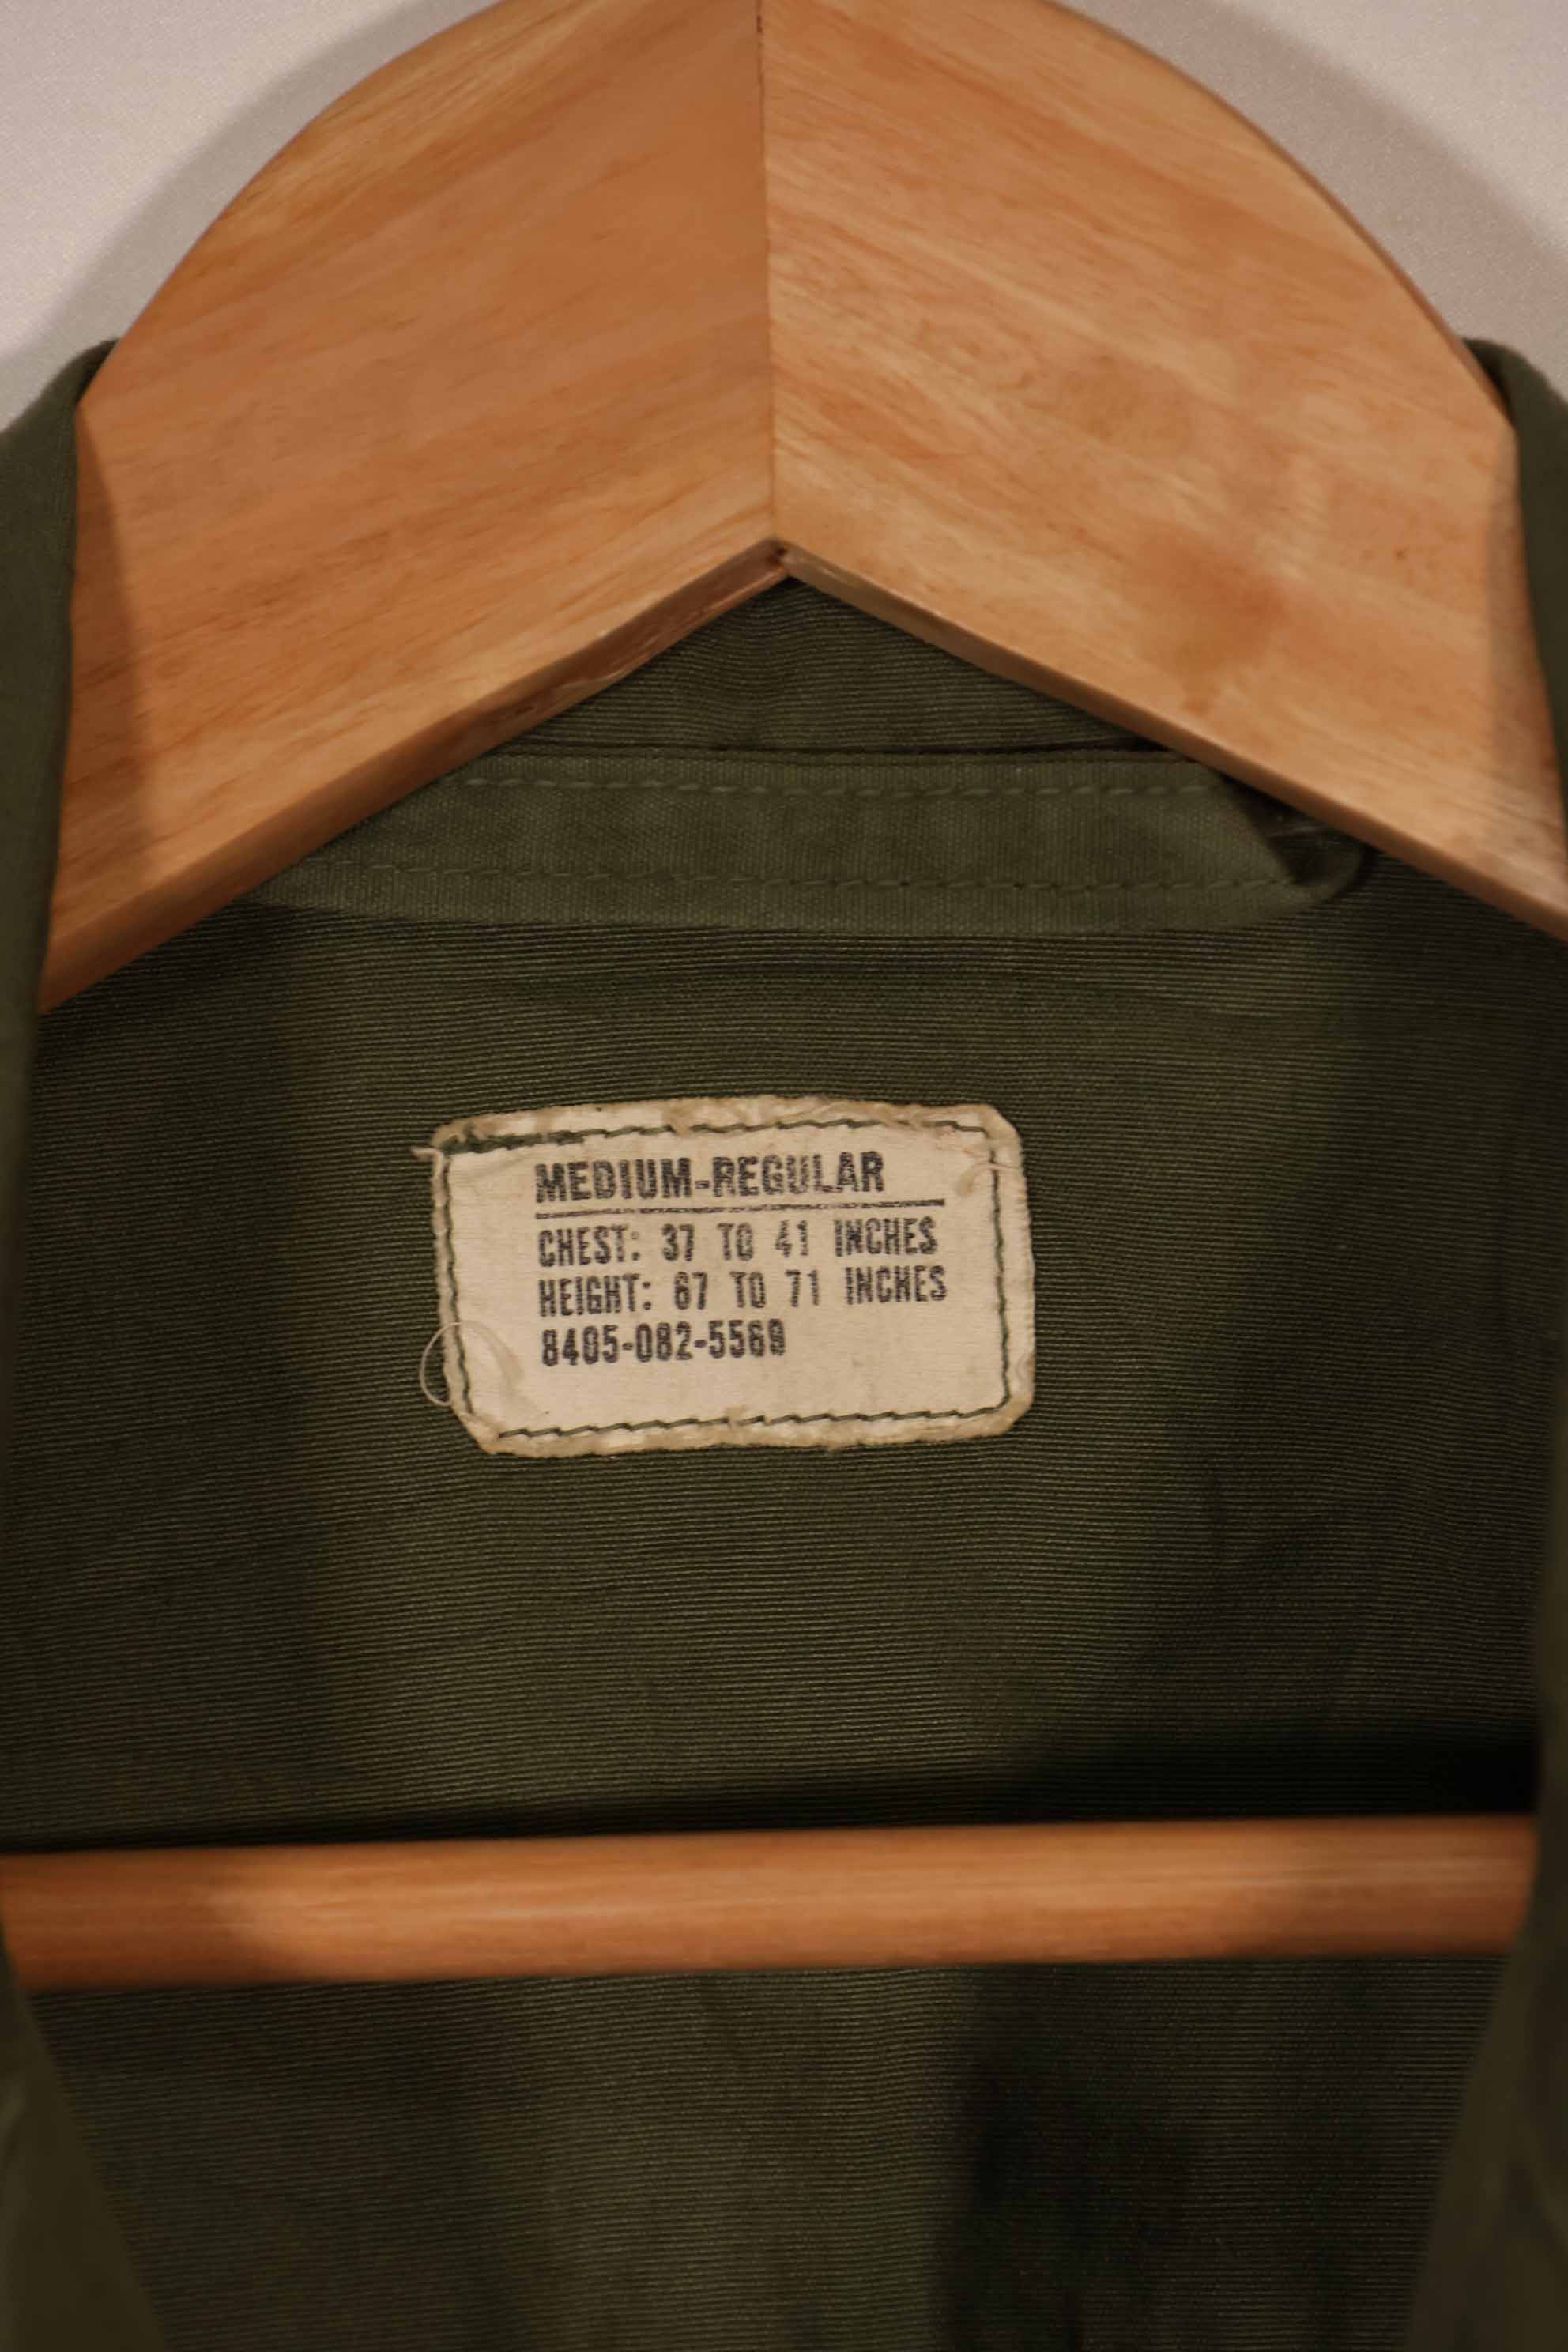 MEDIUM-REGULAR
CHEST: 37 TO 41 INCHES
HEIGHT: 67 TO 71 INCHES
8405-082-5569